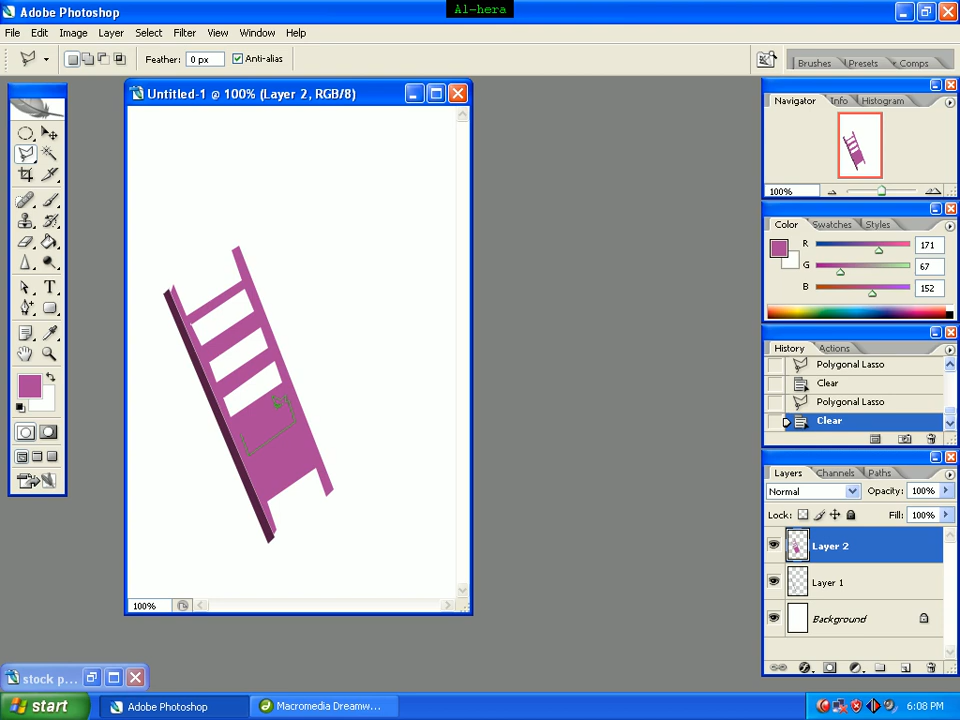 Al-hera
Adobe Photoshop
File Edit Image Layer Select Filter View Window Help
Feather: 0 px Anti-alias
Brushes Presets Comps
Untitled-1 @ 100% (Layer 2, RGB/8)
Navigator Info Histogram
100%
Color Swatches Styles
R 171
G 67
B 152
T
History Actions
Polygonal Lasso
Clear
Polygonal Lasso
Clear
Layers Channels Paths
Normal Opacity: 100%
Lock: Fill: 100%
Layer 2
Layer 1
Background
100%
stock p...
start Adobe Photoshop Macromedia Dreamw... 6:08 PM